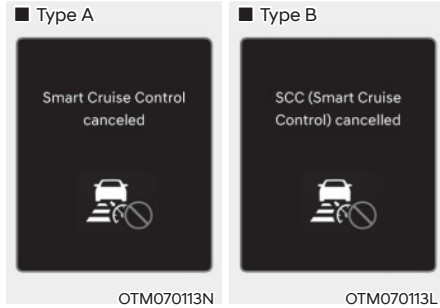 ■ Type A
Smart Cruise Control
canceled
OTM070113N
■ Type B
SCC (Smart Cruise
Control) cancelled
OTM070113L